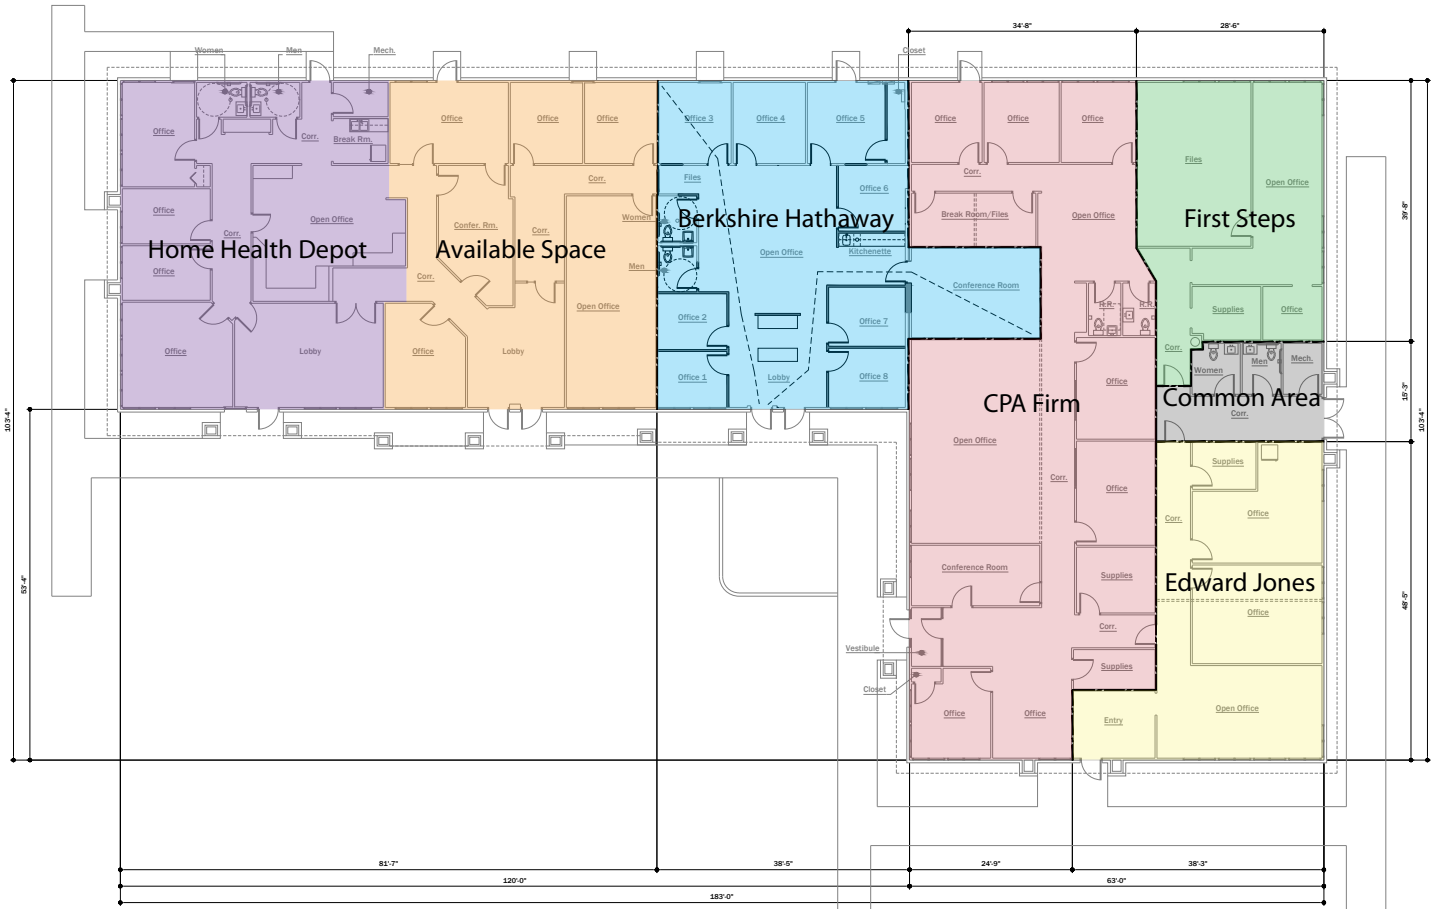 34'-8"
28'-6"
Women
Men
Mech.
Closet
Office
Corr.
Break Rm.
Office
Office
Office
Office 3
Office 4
Office 5
Office
Office
Office
Files
Open Office
Office
Open Office
Corr.
Confer. Rm.
Corr.
Corr.
Files
Women
Office 6
Corr.
Break Room/Files
Open Office
39'-8"
Home Health Depot
Available Space
Berkshire Hathaway
First Steps
Office
Corr.
Men
Open Office
Kitchenette
Conference Room
Open Office
Office 2
Office 7
R.R.
R.R.
Supplies
Office
Office
Lobby
Office
Lobby
Office 1
Lobby
Office 8
Office
Corr.
Women
Men
Mech.
CPA Firm
Common Area
Corr.
15'-3"
103'-4"
103'-4"
Open Office
Corr.
Office
Supplies
Corr.
Office
53'-4"
Conference Room
Supplies
Edward Jones
Office
48'-5"
Corr.
Vestibule
Supplies
Closet
Office
Office
Entry
Open Office
81'-7"
38'-5"
24'-9"
38'-3"
120'-0"
63'-0"
183'-0"